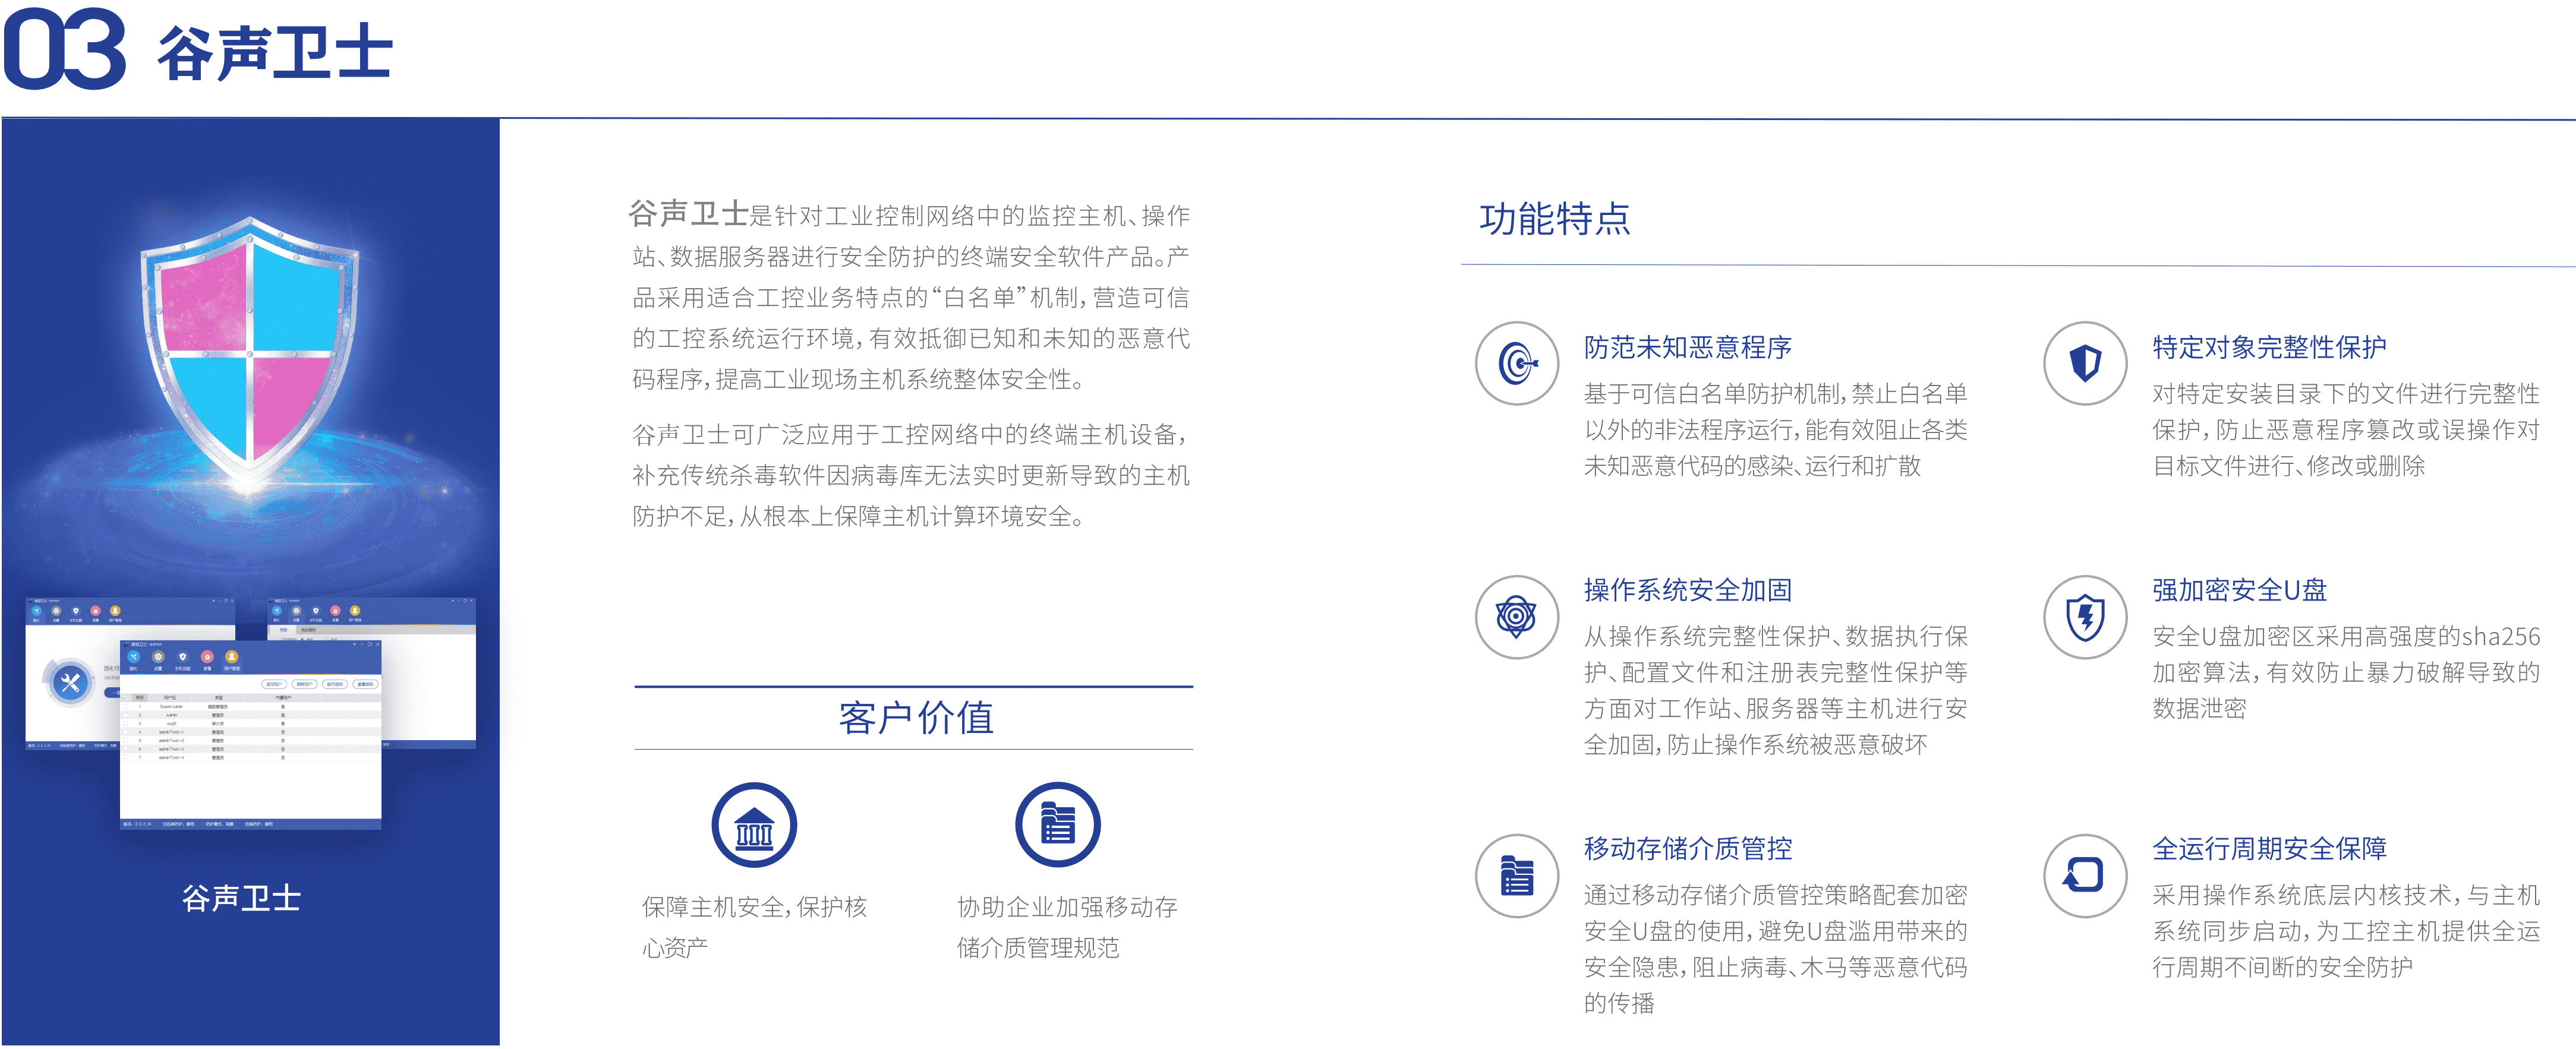 03 谷声卫士
谷声卫士是针对工业控制网络中的监控主机、操作
站、数据服务器进行安全防护的终端安全软件产品。产
品采用适合工控业务特点的“白名单”机制，营造可信
的工控系统运行环境，有效抵御已知和未知的恶意代
码程序，提高工业现场主机系统整体安全性。
谷声卫士可广泛应用于工控网络中的终端主机设备，
补充传统杀毒软件因病毒库无法实时更新导致的主机
防护不足，从根本上保障主机计算环境安全。
客户价值
保障主机安全，保护核
心资产
协助企业加强移动存
储介质管理规范
功能特点
防范未知恶意程序
基于可信白名单防护机制，禁止白名单
以外的非法程序运行，能有效阻止各类
未知恶意代码的感染、运行和扩散
特定对象完整性保护
对特定安装目录下的文件进行完整性
保护，防止恶意程序篡改或误操作对
目标文件进行、修改或删除
操作系统安全加固
从操作系统完整性保护、数据执行保
护、配置文件和注册表完整性保护等
方面对工作站、服务器等主机进行安
全加固，防止操作系统被恶意破坏
强加密安全U盘
安全U盘加密区采用高强度的sha256
加密算法，有效防止暴力破解导致的
数据泄密
移动存储介质管控
通过移动存储介质管控策略配套加密
安全U盘的使用，避免U盘滥用带来的
安全隐患，阻止病毒、木马等恶意代码
的传播
全运行周期安全保障
采用操作系统底层内核技术，与主机
系统同步启动，为工控主机提供全运
行周期不间断的安全防护
谷声卫士